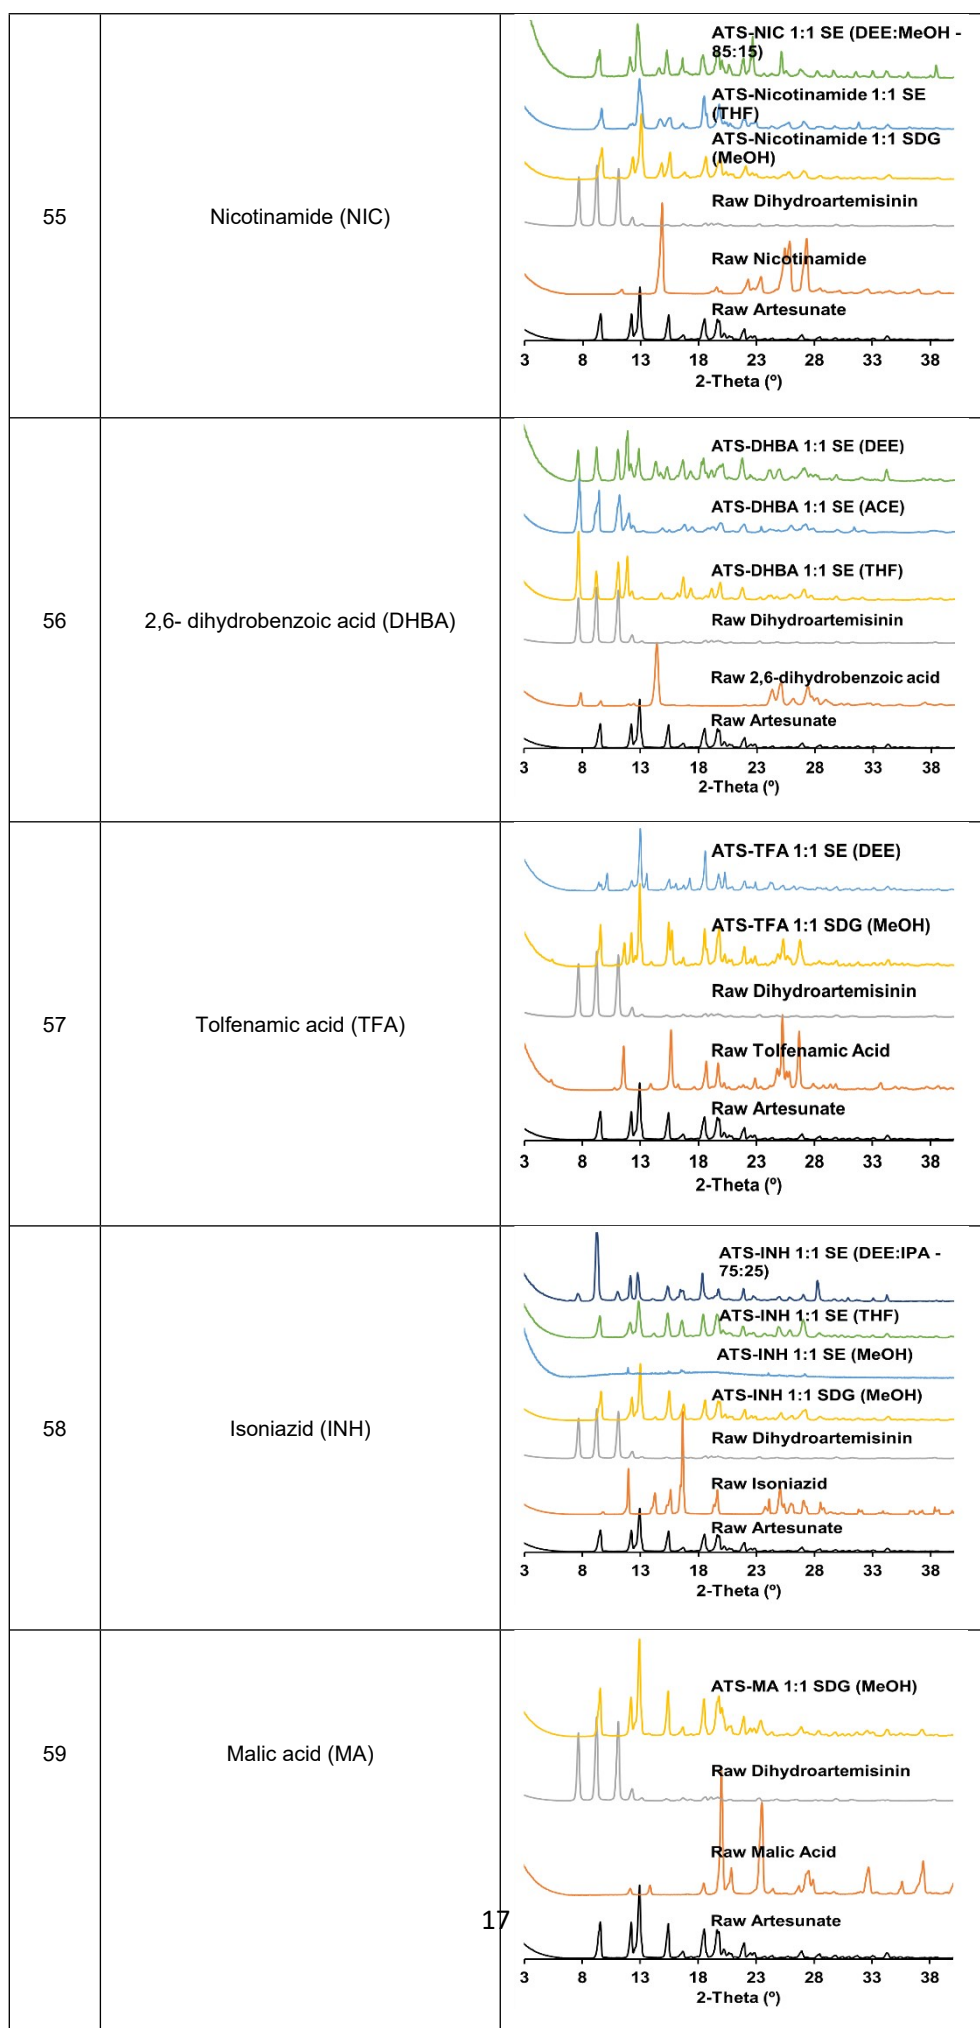 55
Nicotinamide (NIC)
ATS-NIC 1:1 SE (DEE:MeOH -
85:15)
ATS-Nicotinamide 1:1 SE
(THF)
ATS-Nicotinamide 1:1 SDG
(MeOH)
Raw Dihydroartemisinin
Raw Nicotinamide
Raw Artesunate
3 8 13 18 23 28 33 38
2-Theta (º)
56
2,6- dihydrobenzoic acid (DHBA)
ATS-DHBA 1:1 SE (DEE)
ATS-DHBA 1:1 SE (ACE)
ATS-DHBA 1:1 SE (THF)
Raw Dihydroartemisinin
Raw 2,6-dihydrobenzoic acid
Raw Artesunate
3 8 13 18 23 28 33 38
2-Theta (º)
57
Tolfenamic acid (TFA)
ATS-TFA 1:1 SE (DEE)
ATS-TFA 1:1 SDG (MeOH)
Raw Dihydroartemisinin
Raw Tolfenamic Acid
Raw Artesunate
3 8 13 18 23 28 33 38
2-Theta (º)
58
Isoniazid (INH)
ATS-INH 1:1 SE (DEE:IPA -
75:25)
ATS-INH 1:1 SE (THF)
ATS-INH 1:1 SE (MeOH)
ATS-INH 1:1 SDG (MeOH)
Raw Dihydroartemisinin
Raw Isoniazid
Raw Artesunate
3 8 13 18 23 28 33 38
2-Theta (º)
59
Malic acid (MA)
ATS-MA 1:1 SDG (MeOH)
Raw Dihydroartemisinin
Raw Malic Acid
Raw Artesunate
3 8 13 18 23 28 33 38
2-Theta (º)
17